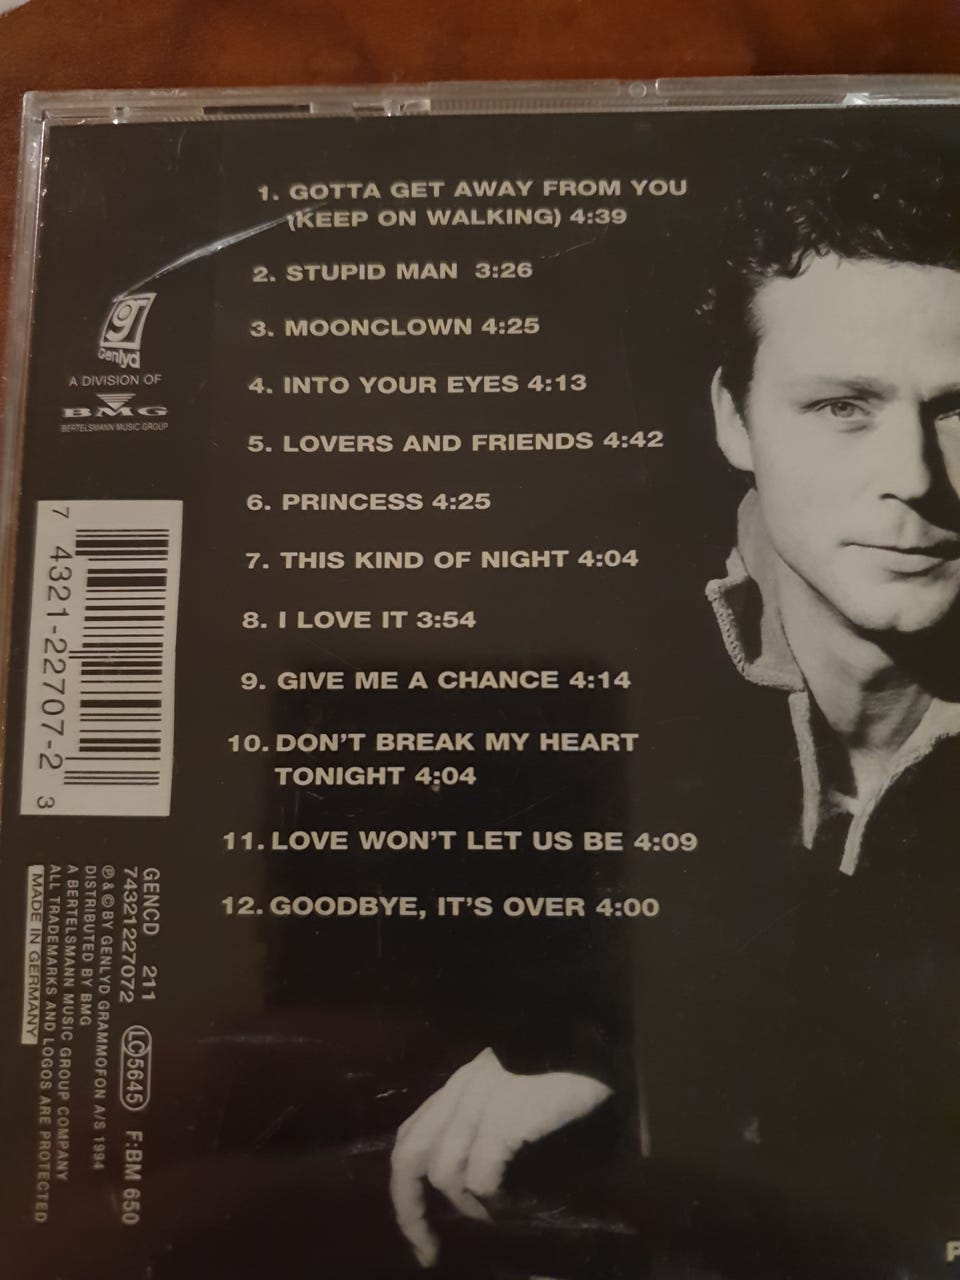 1. GOTTA GET AWAY FROM YOU
(KEEP ON WALKING) 4:39
2. STUPID MAN 3:26
3. MOONCLOWN 4:25
4. INTO YOUR EYES 4:13
5. LOVERS AND FRIENDS 4:42
6. PRINCESS 4:25
7. THIS KIND OF NIGHT 4:04
8. I LOVE IT 3:54
9. GIVE ME A CHANCE 4:14
10. DON'T BREAK MY HEART
TONIGHT 4:04
11. LOVE WON'T LET US BE 4:09
12. GOODBYE, IT'S OVER 4:00
Genlyd
A DIVISION OF
BMG
BERTELSMANN MUSIC GROUP
7 4321-22707-2 3
GENCD 211
74321227072 LC 5645 F:BM 650
℗ & © BY GENLYD GRAMMOFON A/S 1994
DISTRIBUTED BY BMG
A BERTELSMANN MUSIC GROUP COMPANY
ALL TRADEMARKS AND LOGOS ARE PROTECTED
MADE IN GERMANY